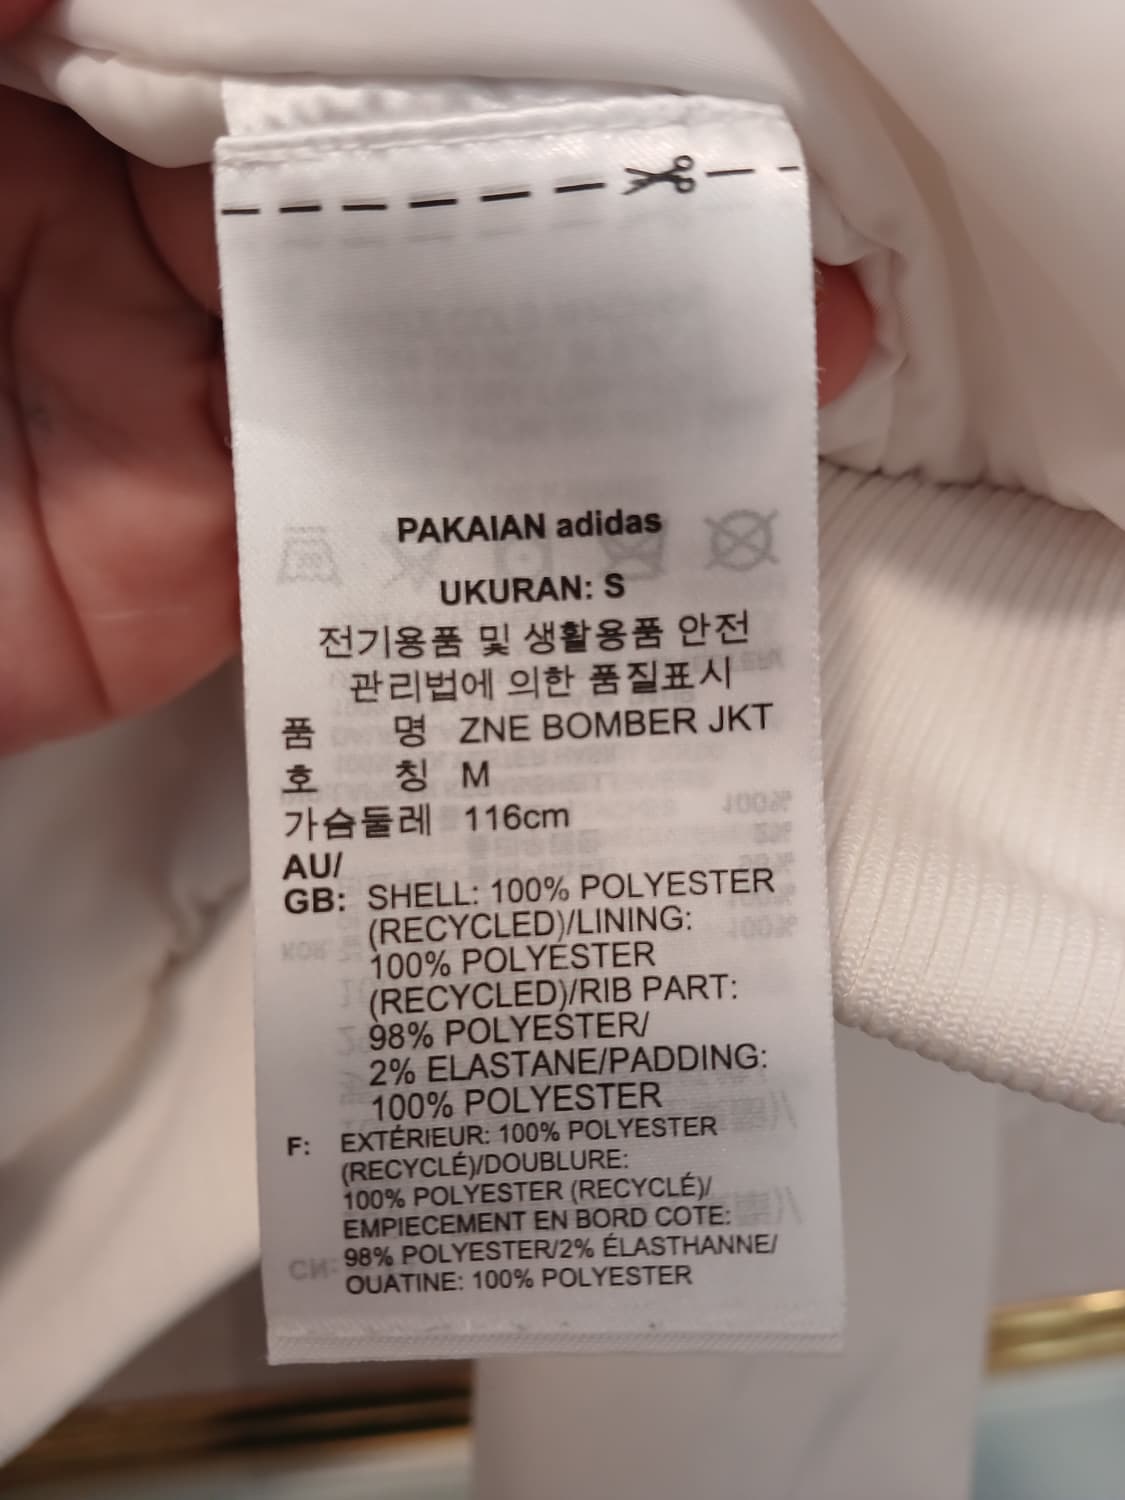 PAKAIAN adidas
UKURAN: S
전기용품 및 생활용품 안전
관리법에 의한 품질표시
품 명 ZNE BOMBER JKT
호 칭 M
가슴둘레 116cm
AU/
GB: SHELL: 100% POLYESTER
(RECYCLED)/LINING:
100% POLYESTER
(RECYCLED)/RIB PART:
98% POLYESTER/
2% ELASTANE/PADDING:
100% POLYESTER
F: EXTÉRIEUR: 100% POLYESTER
(RECYCLÉ)/DOUBLURE:
100% POLYESTER (RECYCLÉ)/
EMPIECEMENT EN BORD COTE:
98% POLYESTER/2% ÉLASTHANNE/
OUATINE: 100% POLYESTER